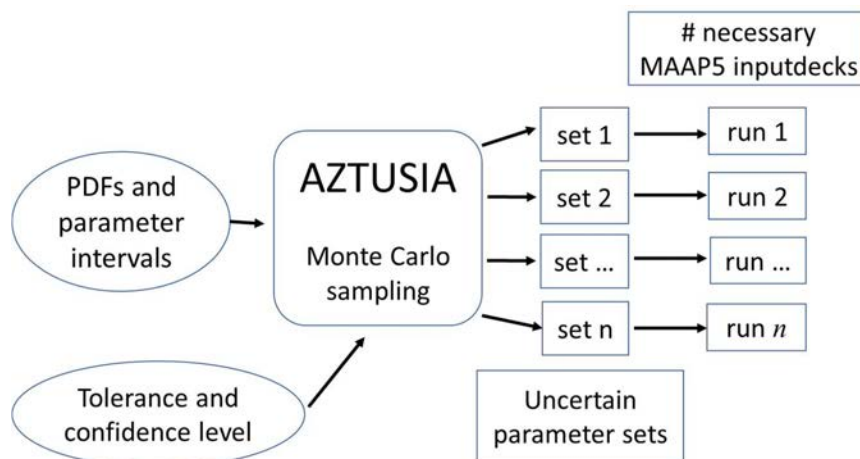 # necessary
MAAP5 inputdecks
PDFs and
parameter
intervals
AZTUSIA
Monte Carlo
sampling
set 1
run 1
set 2
run 2
set ...
run ...
set n
run n
Tolerance and
confidence level
Uncertain
parameter sets